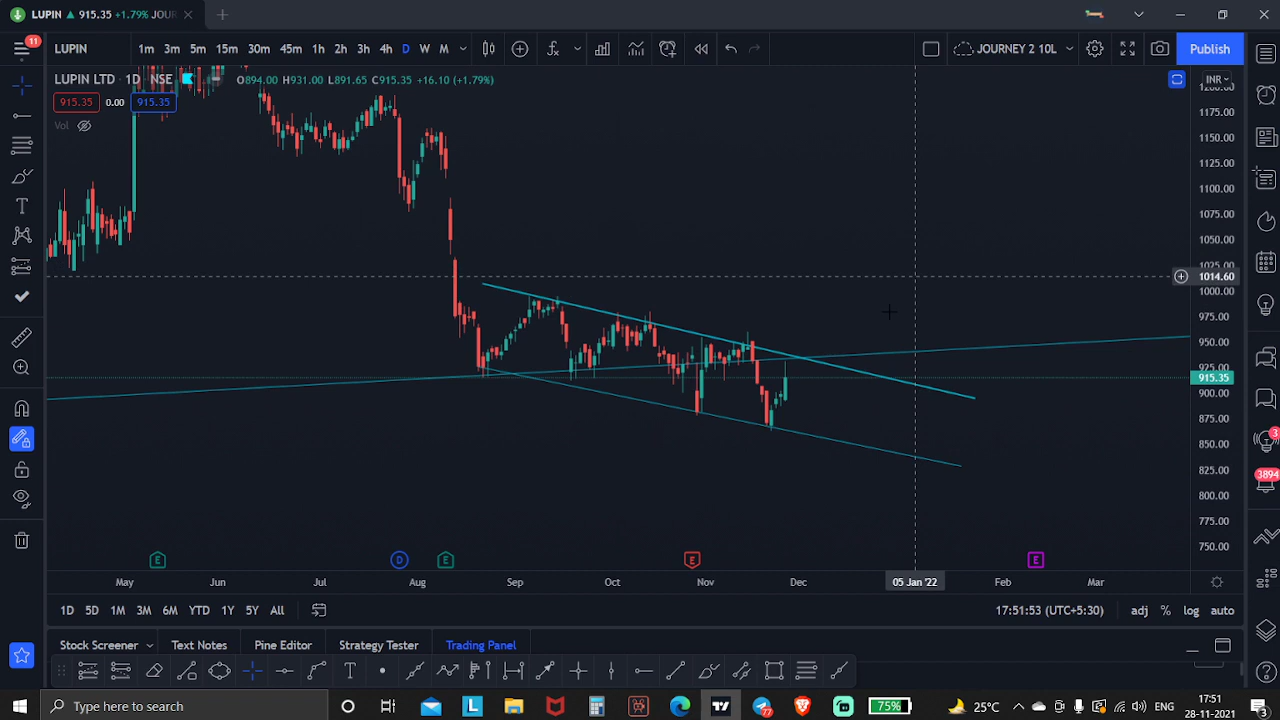 LUPIN ▲ 915.35 +1.79% JOUR
11
LUPIN 1m 3m 5m 15m 30m 45m 1h 2h 3h 4h D W M JOURNEY 2 10L Publish
LUPIN LTD · 1D · NSE O894.00 H931.00 L891.65 C915.35 +16.10 (+1.79%) INR
915.35 0.00 915.35
Vol
1200.00
1175.00
1150.00
1125.00
1100.00
1075.00
1050.00
1025.00
1014.60
1000.00
975.00
950.00
925.00
915.35
900.00
875.00
850.00
825.00
800.00
775.00
750.00
3
3894
E D E E E
May Jun Jul Aug Sep Oct Nov Dec 05 Jan '22 Feb Mar
1D 5D 1M 3M 6M YTD 1Y 5Y All 17:51:53 (UTC+5:30) adj % log auto
Stock Screener Text Notes Pine Editor Strategy Tester Trading Panel
Type here to search 75% 25°C ENG 17:51
28-11-2021